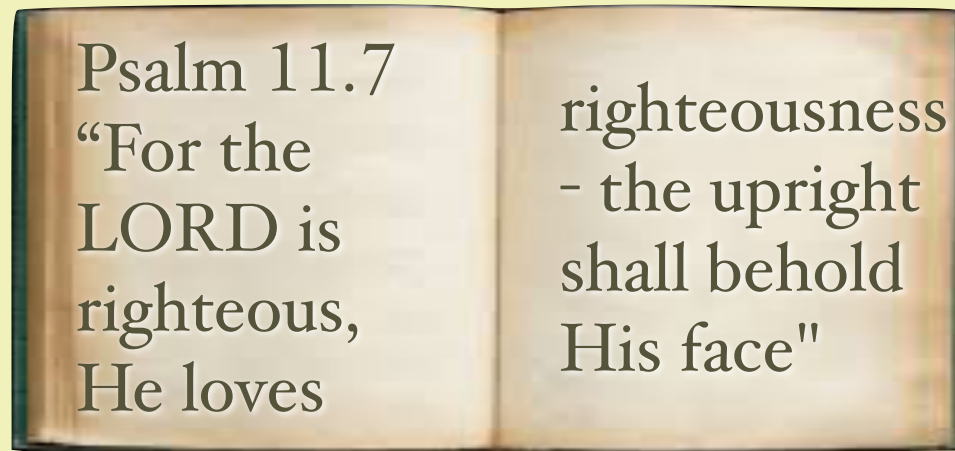 Psalm 11.7
“For the
LORD is
righteous,
He loves
righteousness
- the upright
shall behold
His face"